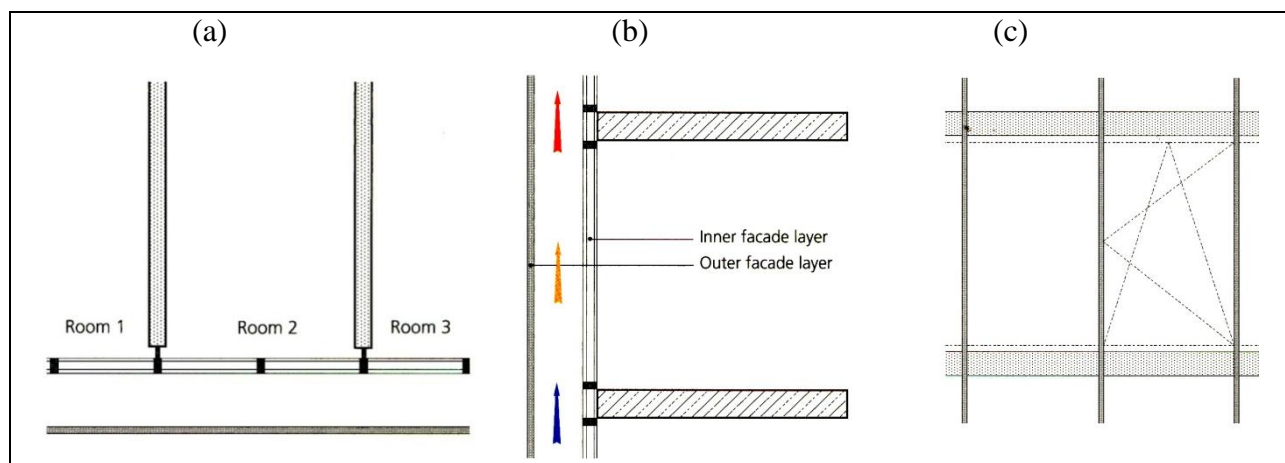 (a)
(b)
(c)
Room 1
Room 2
Room 3
Inner facade layer
Outer facade layer